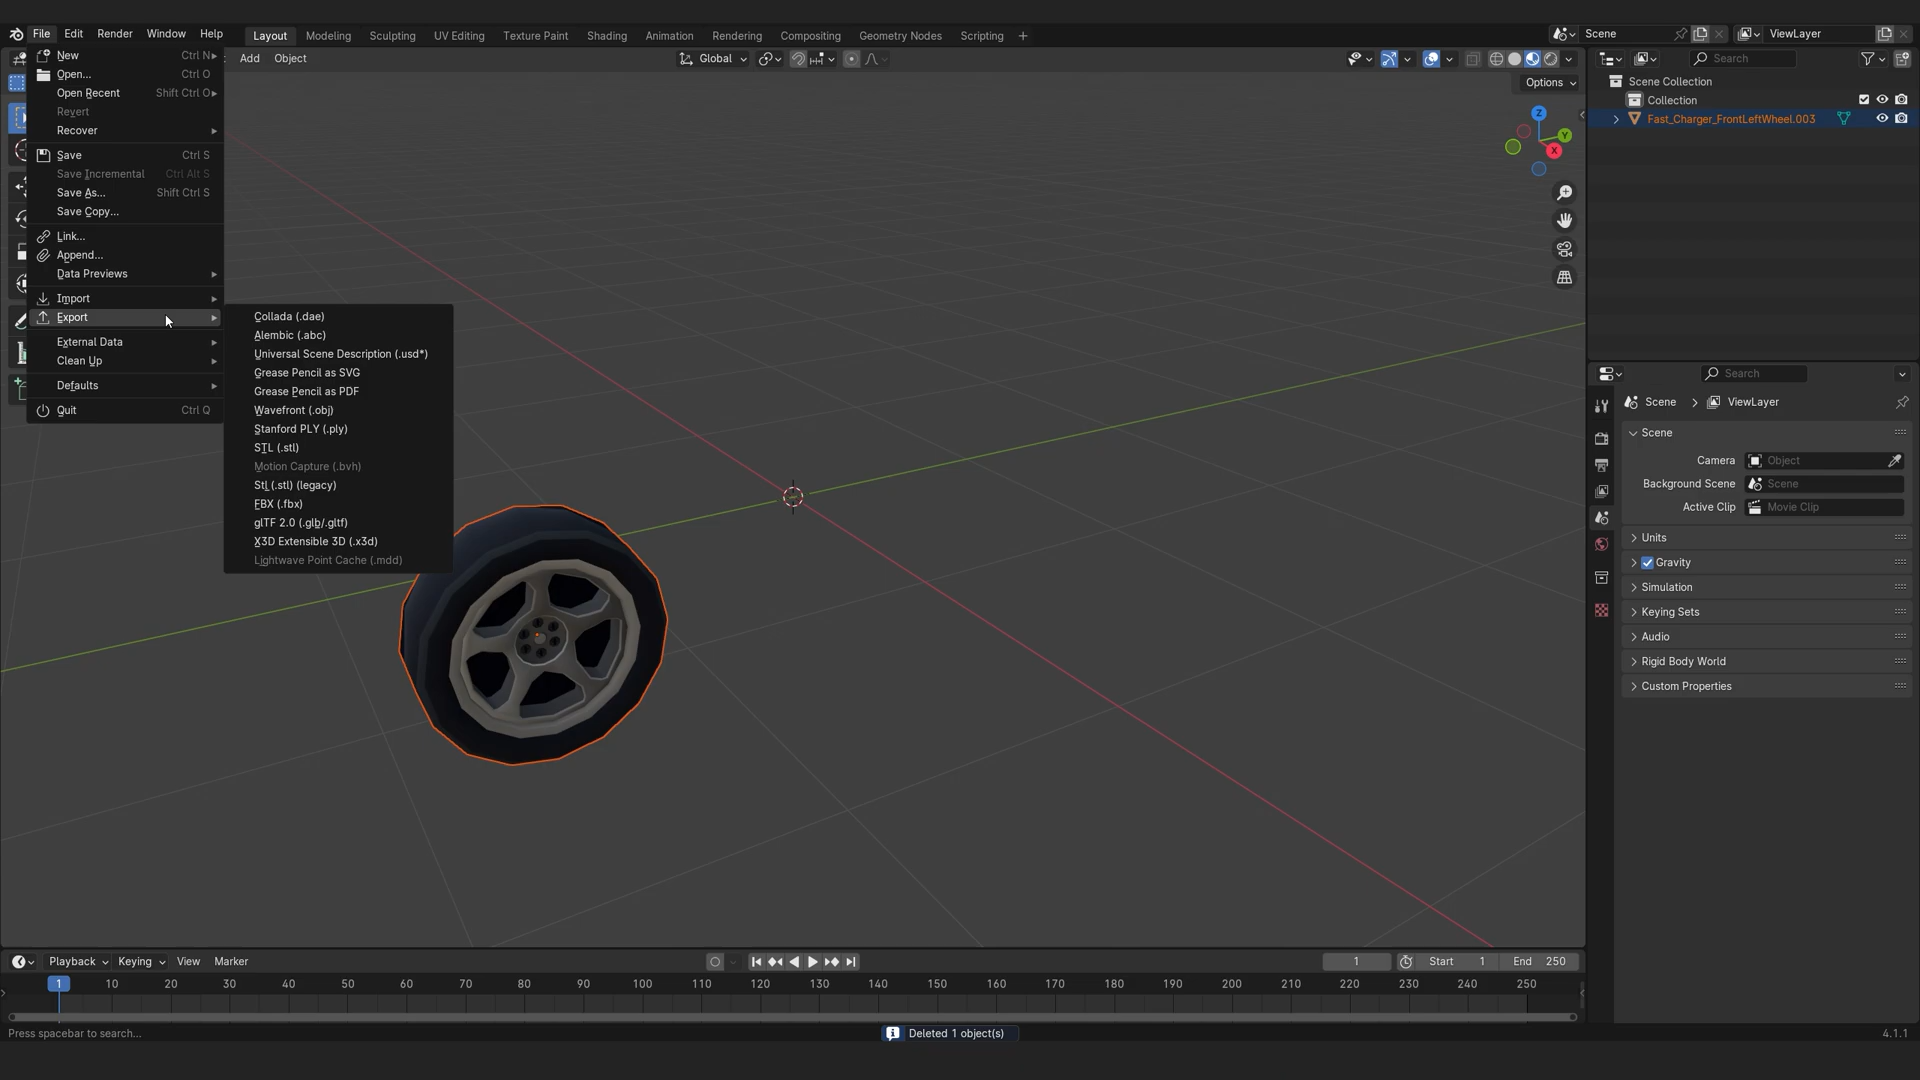 File Edit Render Window Help Layout Modeling Sculpting UV Editing Texture Paint Shading Animation Rendering Compositing Geometry Nodes Scripting + Scene ViewLayer
Add Object Global Search
Options
New Ctrl N
Open... Ctrl O
Open Recent Shift Ctrl O
Revert
Recover
Save Ctrl S
Save Incremental Ctrl Alt S
Save As... Shift Ctrl S
Save Copy...
Link...
Append...
Data Previews
Import
Export
External Data
Clean Up
Defaults
Quit Ctrl Q
Collada (.dae)
Alembic (.abc)
Universal Scene Description (.usd*)
Grease Pencil as SVG
Grease Pencil as PDF
Wavefront (.obj)
Stanford PLY (.ply)
STL (.stl)
Motion Capture (.bvh)
Stl (.stl) (legacy)
FBX (.fbx)
glTF 2.0 (.glb/.gltf)
X3D Extensible 3D (.x3d)
Lightwave Point Cache (.mdd)
Z
Y
X
Scene Collection
Collection
Fast_Charger_FrontLeftWheel.003
Search
Scene > ViewLayer
Scene
Camera Object
Background Scene Scene
Active Clip Movie Clip
Units
Gravity
Simulation
Keying Sets
Audio
Rigid Body World
Custom Properties
Playback Keying View Marker 1 Start 1 End 250
1 10 20 30 40 50 60 70 80 90 100 110 120 130 140 150 160 170 180 190 200 210 220 230 240 250
Press spacebar to search... Deleted 1 object(s) 4.1.1